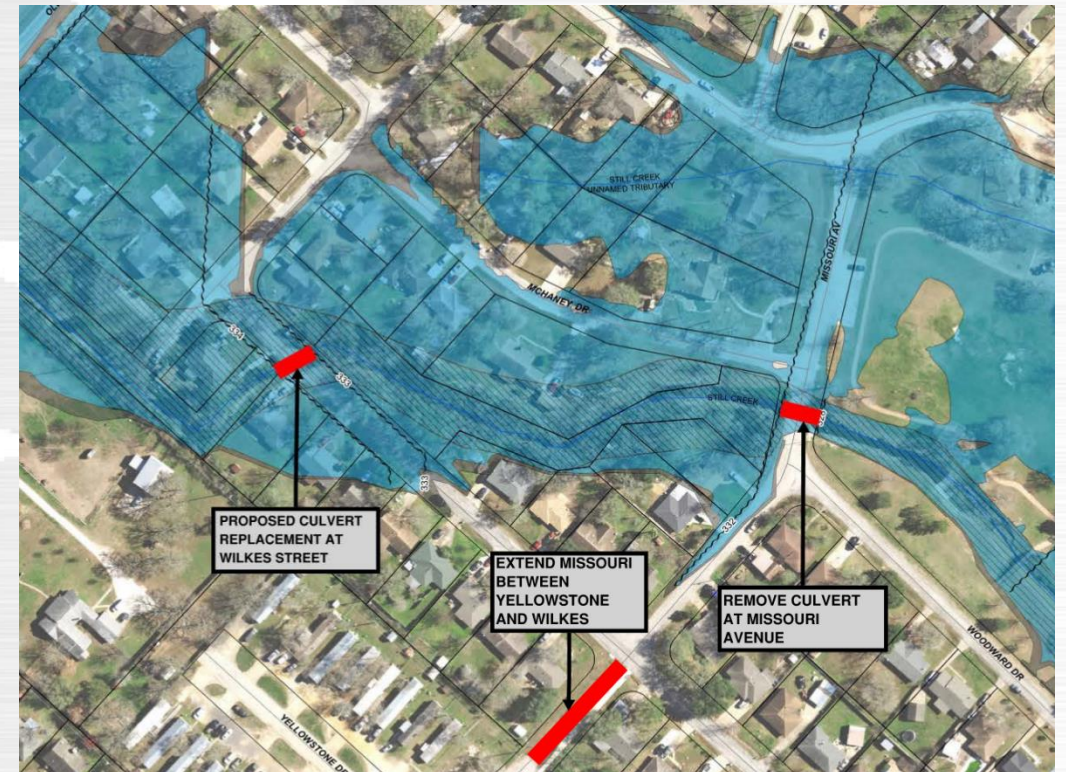 OL
STILL CREEK
UNNAMED TRIBUTARY
MISSOURI AV
MCHANEY DR
334
333
STILL CREEK
333
332
PROPOSED CULVERT
REPLACEMENT AT
WILKES STREET
EXTEND MISSOURI
BETWEEN
YELLOWSTONE
AND WILKES
REMOVE CULVERT
AT MISSOURI
AVENUE
WOODWARD DR
YELLOWSTONE DR